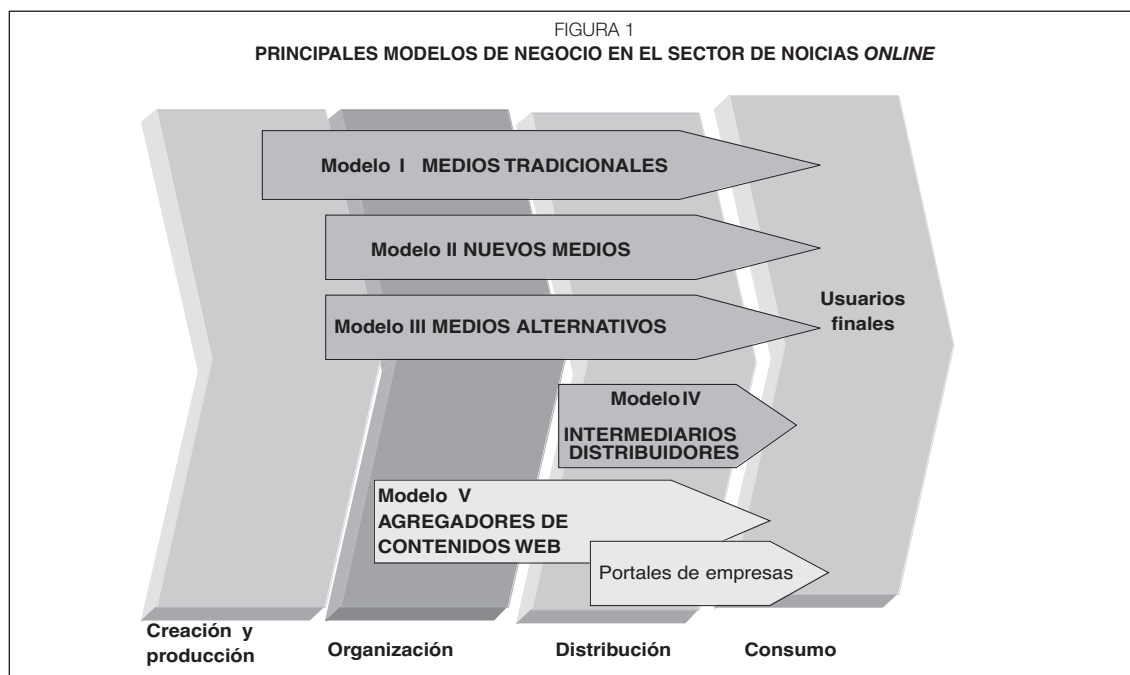 FIGURA 1
PRINCIPALES MODELOS DE NEGOCIO EN EL SECTOR DE NOICIAS ONLINE
Modelo I MEDIOS TRADICIONALES
Modelo II NUEVOS MEDIOS
Modelo III MEDIOS ALTERNATIVOS
Usuarios
finales
Modelo IV
INTERMEDIARIOS
DISTRIBUIDORES
Modelo V
AGREGADORES DE
CONTENIDOS WEB
Portales de empresas
Creación y
producción
Organización
Distribución
Consumo